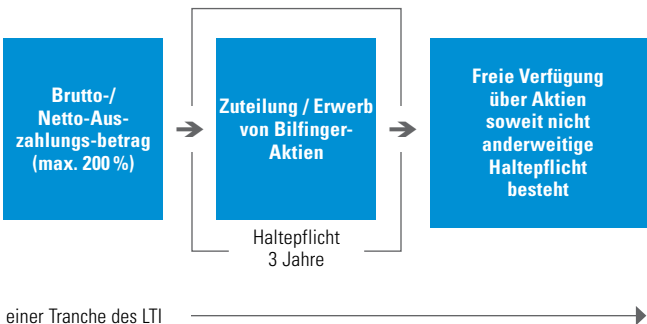 Brutto-/
Netto-Aus-
zahlungs-betrag
(max. 200 %)
Zuteilung / Erwerb
von Bilfinger-
Aktien
Freie Verfügung
über Aktien
soweit nicht
anderweitige
Haltepflicht
besteht
Haltepflicht
3 Jahre
einer Tranche des LTI